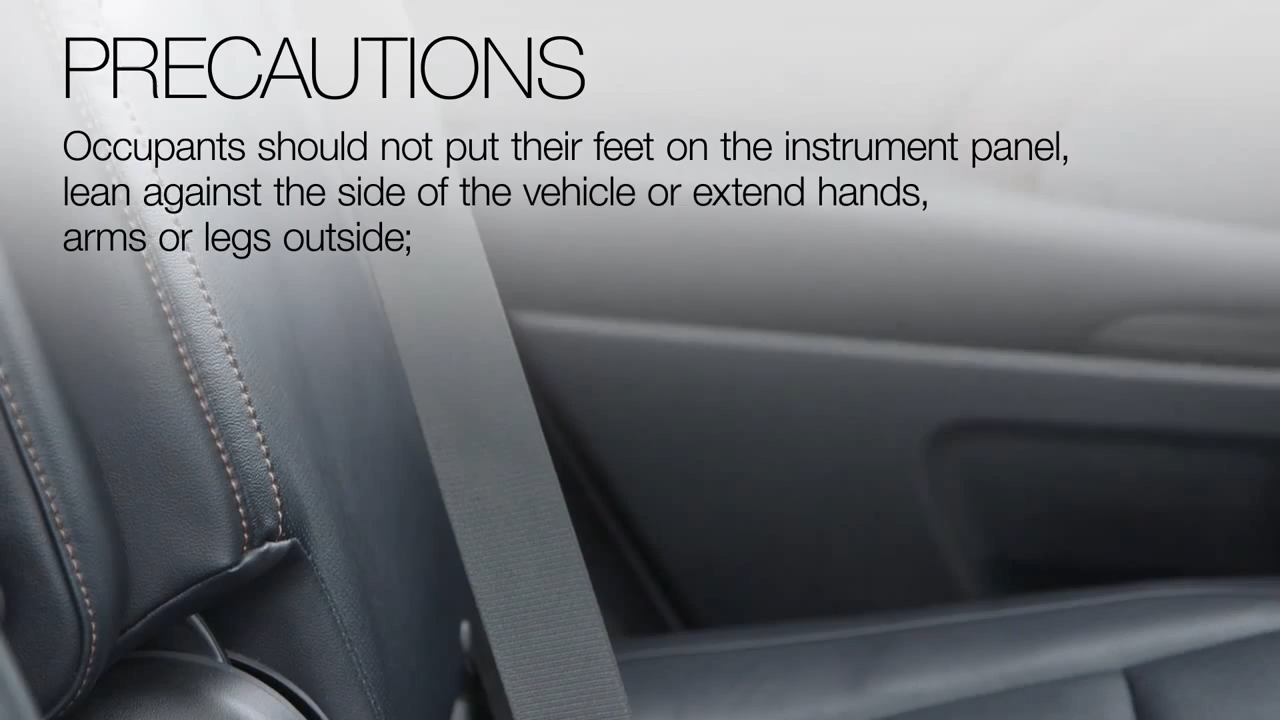 PRECAUTIONS
Occupants should not put their feet on the instrument panel,
lean against the side of the vehicle or extend hands,
arms or legs outside;